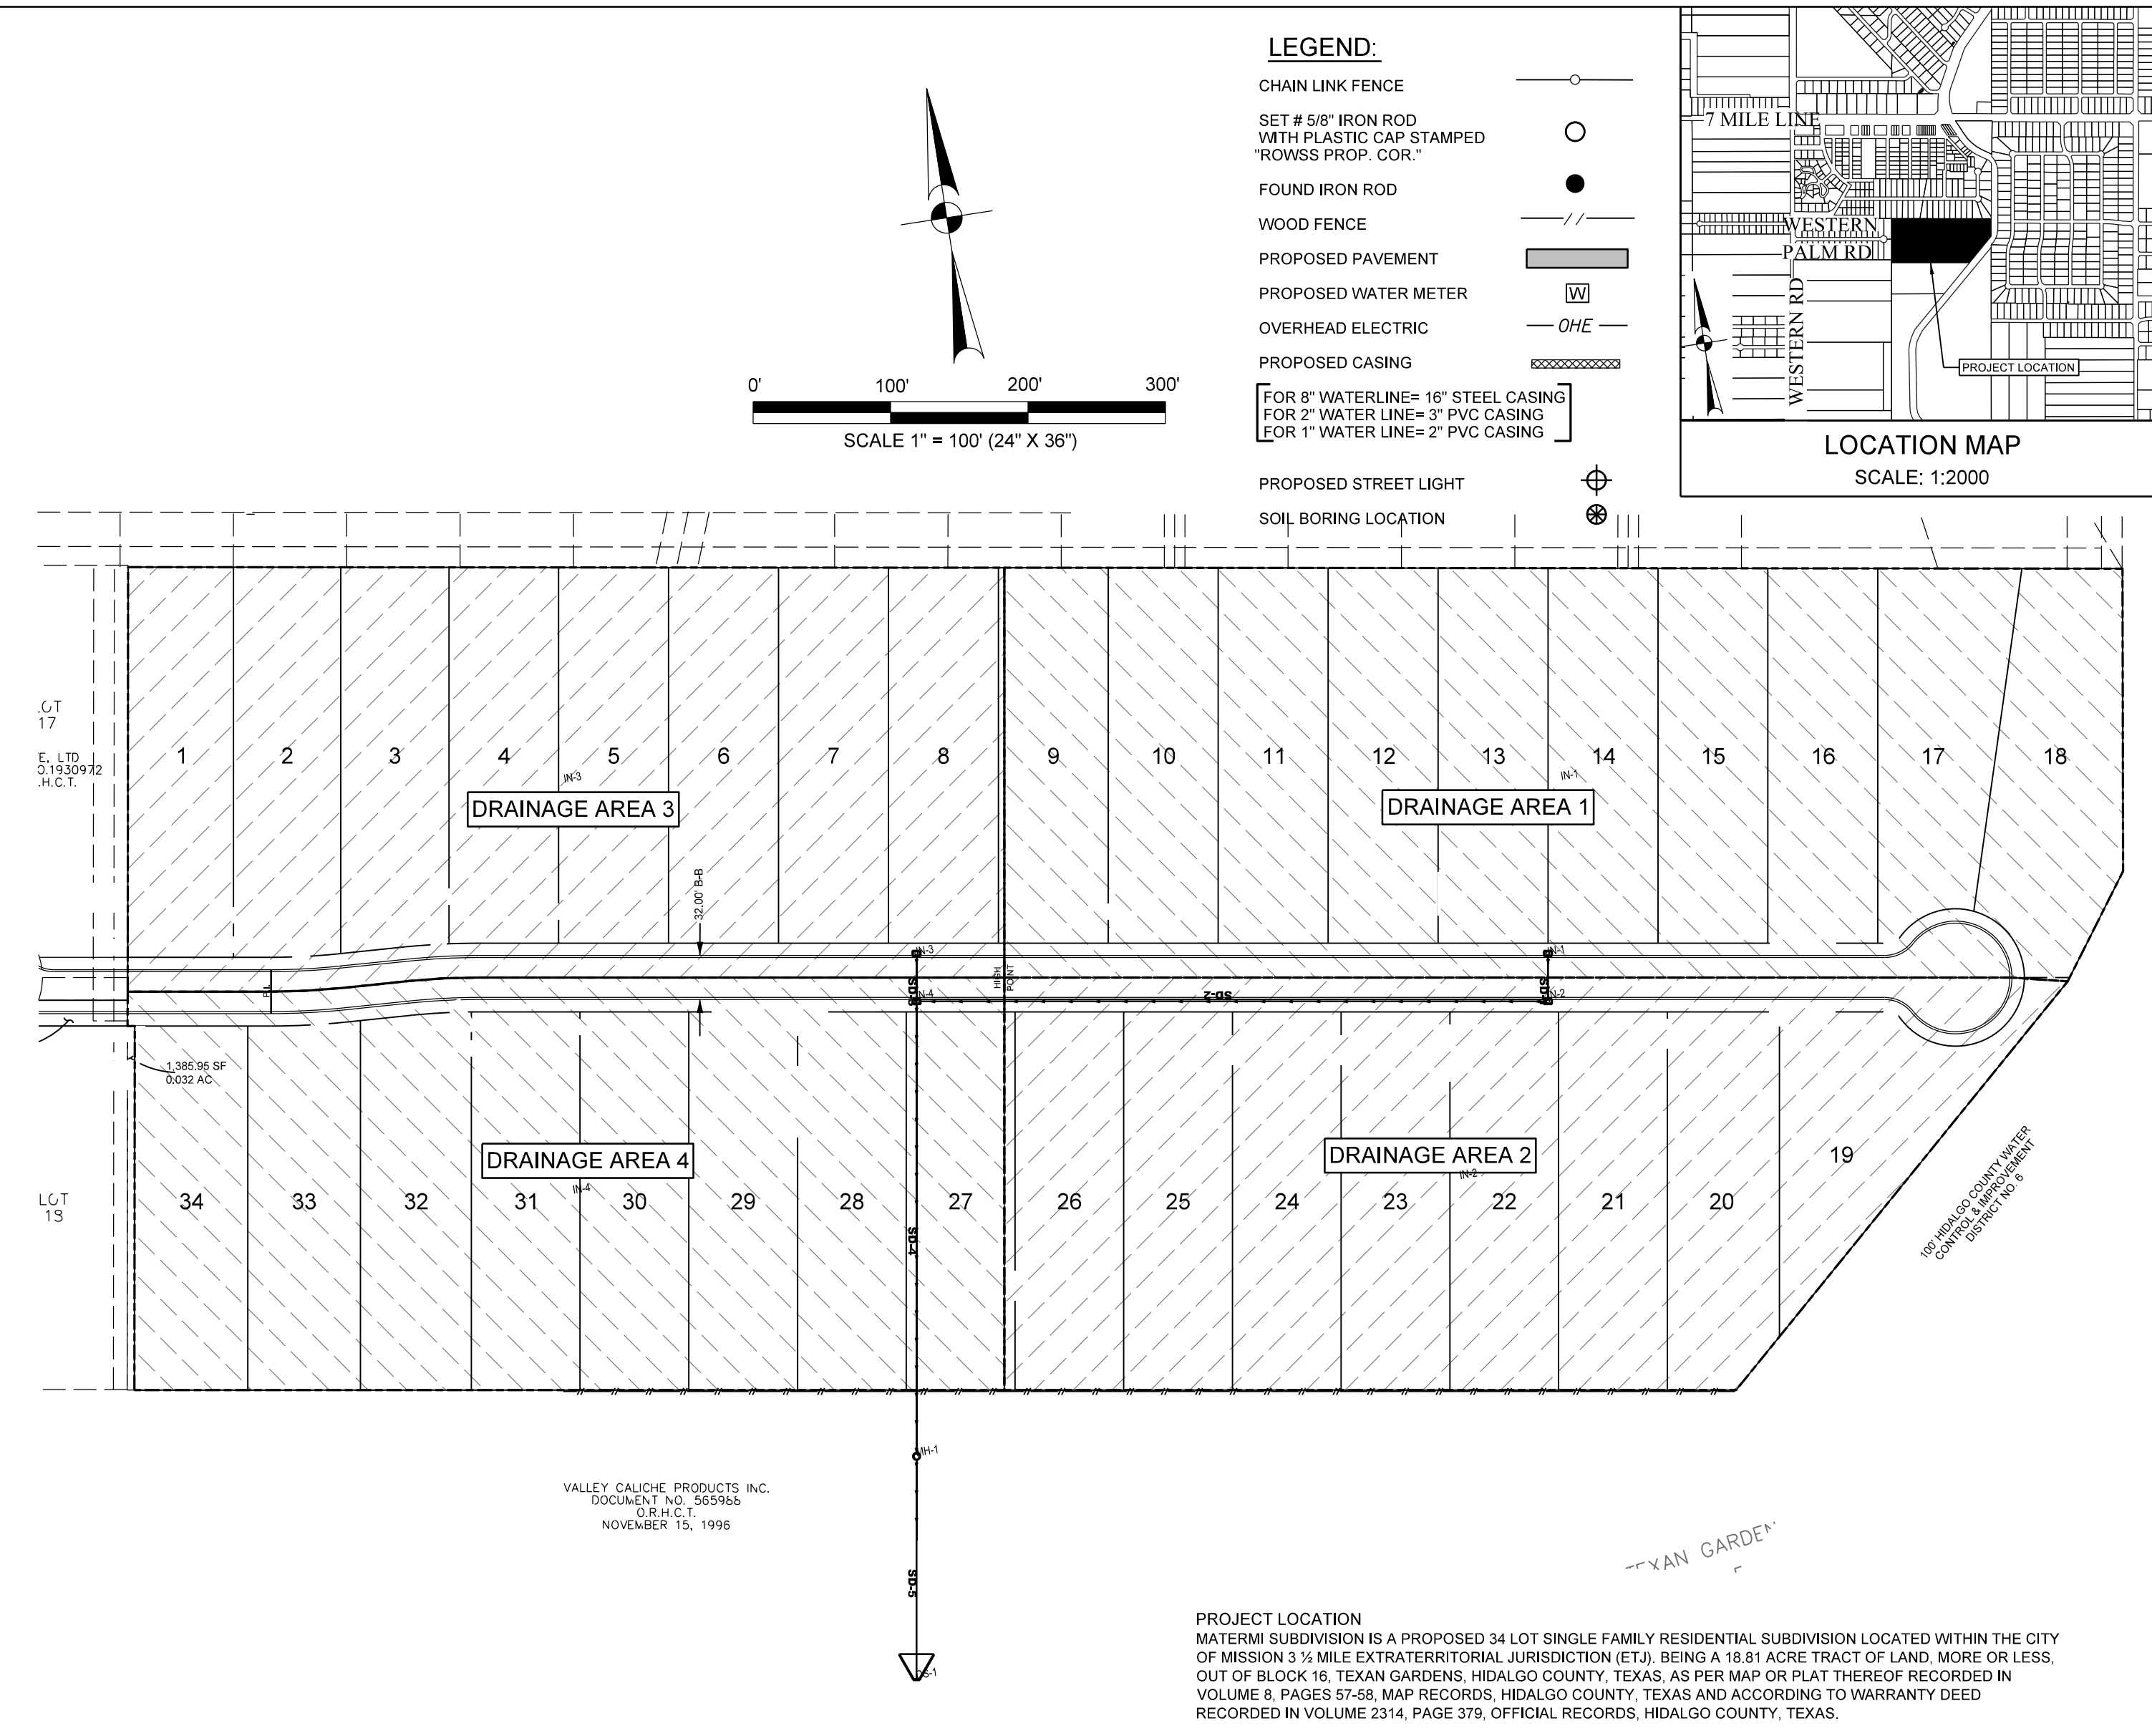 LEGEND:
CHAIN LINK FENCE
SET # 5/8" IRON ROD
WITH PLASTIC CAP STAMPED
"ROWSS PROP. COR."
FOUND IRON ROD
WOOD FENCE
PROPOSED PAVEMENT
PROPOSED WATER METER
W
OVERHEAD ELECTRIC
OHE
PROPOSED CASING
FOR 8" WATERLINE= 16" STEEL CASING
FOR 2" WATER LINE= 3" PVC CASING
FOR 1" WATER LINE= 2" PVC CASING
PROPOSED STREET LIGHT
SOIL BORING LOCATION
0' 100' 200' 300'
SCALE 1" = 100' (24" X 36")
7 MILE LINE
WESTERN
PALM RD
WESTERN RD
PROJECT LOCATION
LOCATION MAP
SCALE: 1:2000
17
E, LTD
.H.C.T.
1 2 3 4 5 6 7 8 9 10 11 12 13 14 15 16 17 18
IN-3
IN-1
DRAINAGE AREA 3
DRAINAGE AREA 1
32.00' B-B
IN-3
IN-1
HIGH
POINT
SD-2
IN-4
IN-2
1,385.95 SF
0.032 AC
DRAINAGE AREA 4
DRAINAGE AREA 2
IN-4
IN-2
LOT
34 33 32 31 30 29 28 27 26 25 24 23 22 21 20 19
SD-4
100' HIDALGO COUNTY WATER
CONTROL & IMPROVEMENT
DISTRICT NO. 6
MH-1
VALLEY CALICHE PRODUCTS INC.
DOCUMENT NO. 565988
O.R.H.C.T.
NOVEMBER 15, 1996
SD-5
OS-1
GARDEN
PROJECT LOCATION
MATERMI SUBDIVISION IS A PROPOSED 34 LOT SINGLE FAMILY RESIDENTIAL SUBDIVISION LOCATED WITHIN THE CITY
OF MISSION 3 ½ MILE EXTRATERRITORIAL JURISDICTION (ETJ). BEING A 18.81 ACRE TRACT OF LAND, MORE OR LESS,
OUT OF BLOCK 16, TEXAN GARDENS, HIDALGO COUNTY, TEXAS, AS PER MAP OR PLAT THEREOF RECORDED IN
VOLUME 8, PAGES 57-58, MAP RECORDS, HIDALGO COUNTY, TEXAS AND ACCORDING TO WARRANTY DEED
RECORDED IN VOLUME 2314, PAGE 379, OFFICIAL RECORDS, HIDALGO COUNTY, TEXAS.